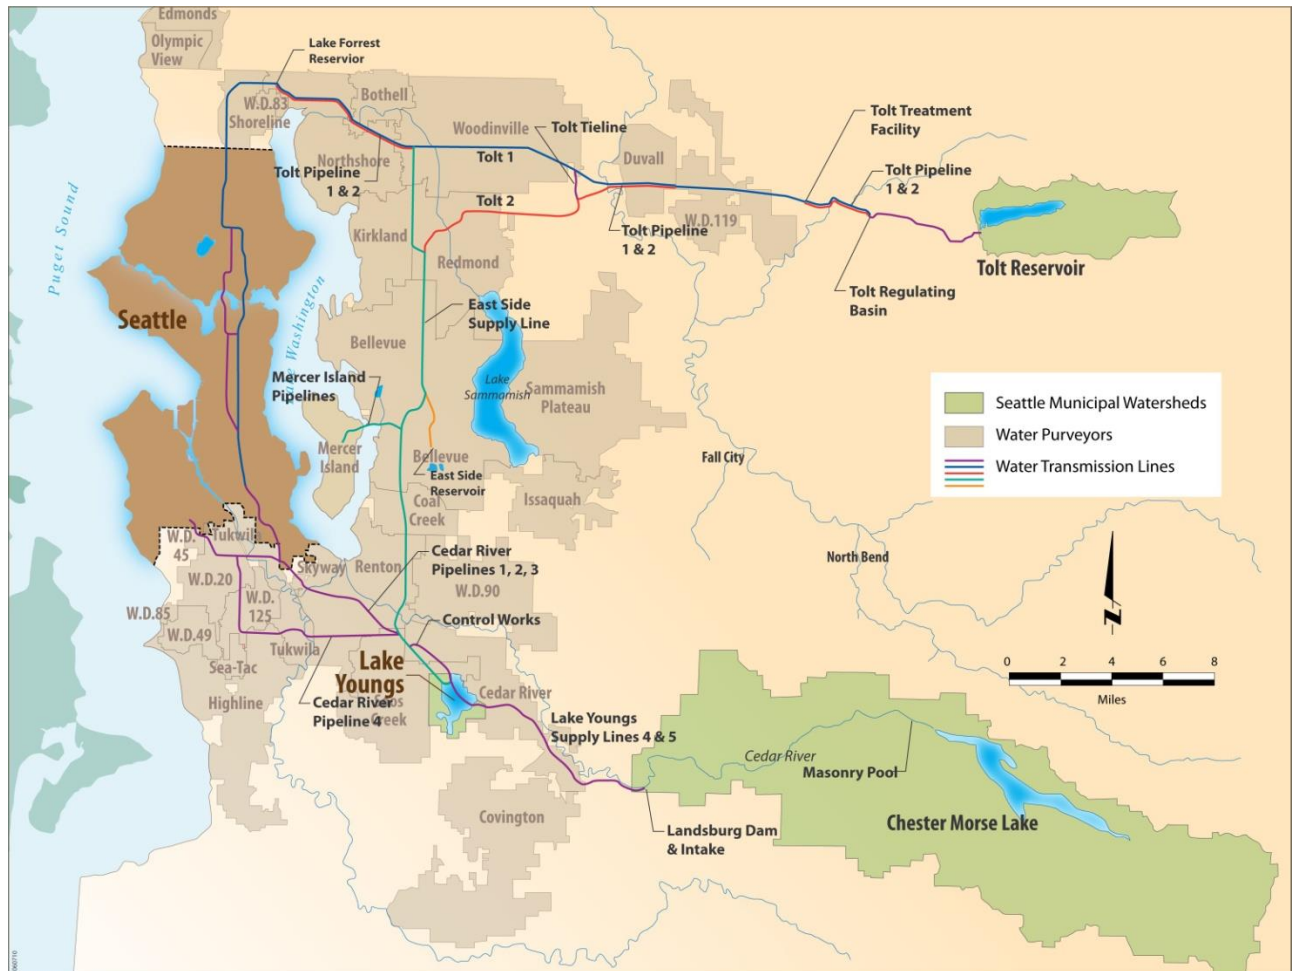 Edmonds
Olympic
View
Lake Forrest
Reservior
W.D.83
Shoreline
Bothell
Woodinville
Tolt Tieline
Duvall
Tolt Treatment
Facility
Northshore
Tolt Pipeline
1 & 2
Tolt 1
Tolt Pipeline
1 & 2
Tolt 2
W.D.119
Tolt Pipeline
1 & 2
Kirkland
Redmond
Tolt Reservoir
Puget Sound
Tolt Regulating
Basin
East Side
Supply Line
Seattle
Washington
Bellevue
Mercer Island
Pipelines
Lake
Sammamish
Sammamish
Plateau
Seattle Municipal Watersheds
Water Purveyors
Water Transmission Lines
Mercer
Island
Bellevue
East Side
Reservoir
Fall City
Coal
Creek
Issaquah
W.D.
45
Tukwila
Skyway
Renton
Cedar River
Pipelines 1, 2, 3
North Bend
W.D.20
W.D.90
W.D.
125
W.D.85
W.D.49
Control Works
N
Tukwila
Sea-Tac
Highline
Lake
Youngs
Cedar River
Pipeline 4
Creek
Cedar River
0 2 4 6 8
Miles
Lake Youngs
Supply Lines 4 & 5
Cedar River
Masonry Pool
Covington
Landsburg Dam
& Intake
Chester Morse Lake